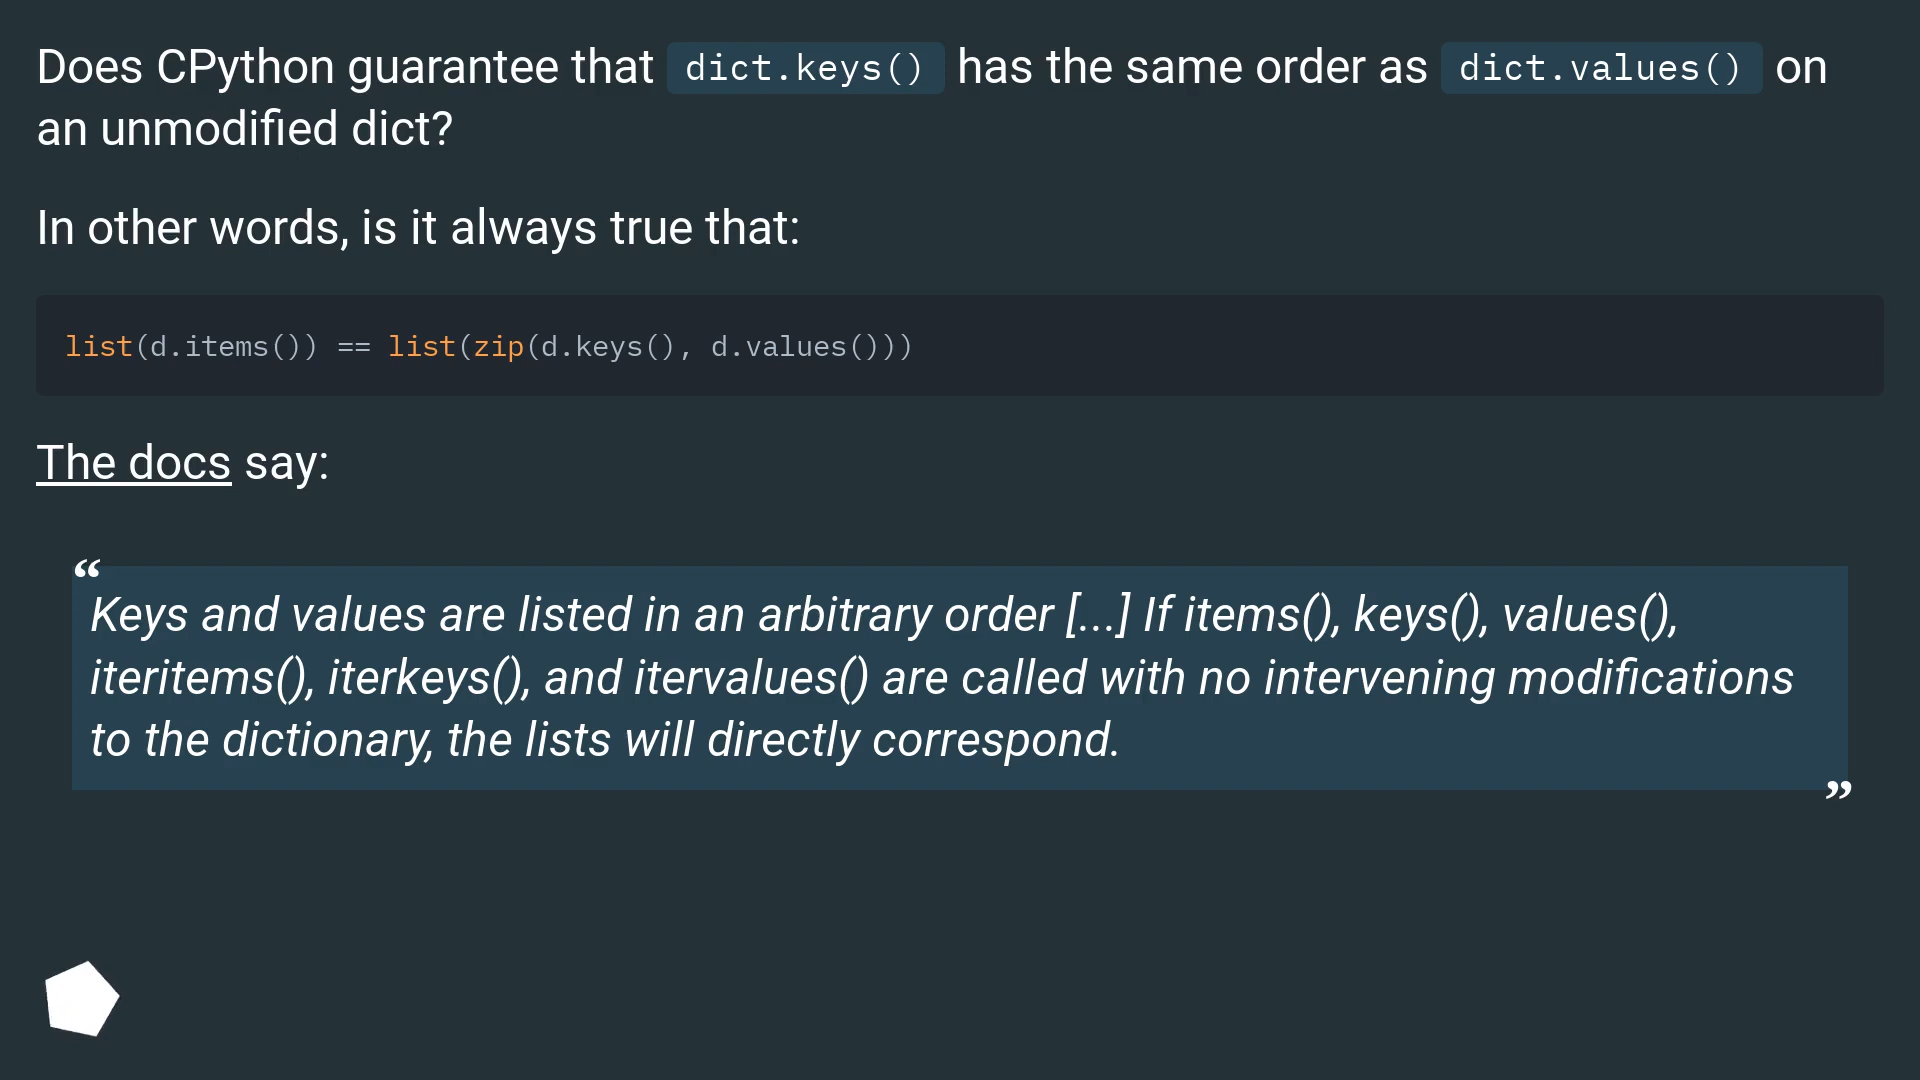 Does CPython guarantee that dict.keys() has the same order as dict.values() on
an unmodified dict?
In other words, is it always true that:
list(d.items()) == list(zip(d.keys(), d.values()))
The docs say:
“
Keys and values are listed in an arbitrary order [...] If items(), keys(), values(),
iteritems(), iterkeys(), and itervalues() are called with no intervening modifications
to the dictionary, the lists will directly correspond.
”